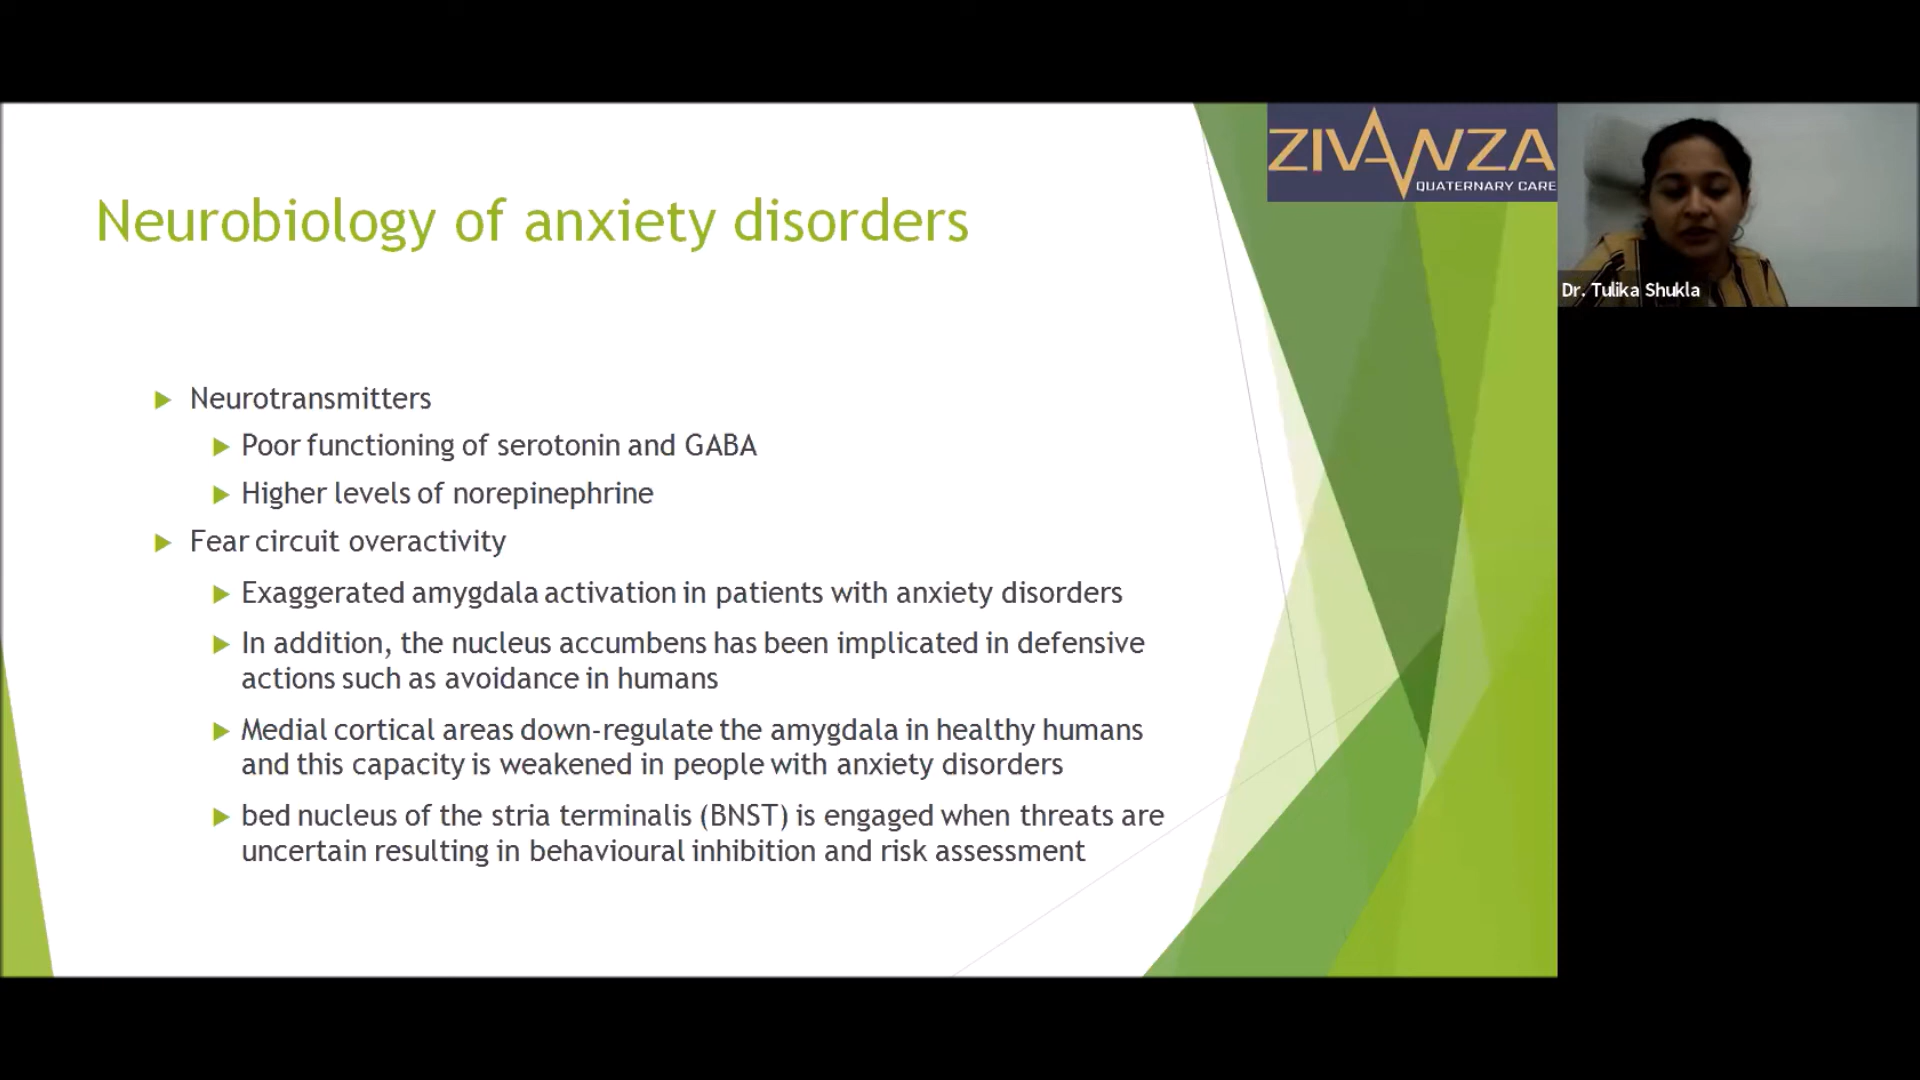 ZIVANZA
QUATERNARY CARE
Dr. Tulika Shukla
Neurobiology of anxiety disorders
Neurotransmitters
Poor functioning of serotonin and GABA
Higher levels of norepinephrine
Fear circuit overactivity
Exaggerated amygdala activation in patients with anxiety disorders
In addition, the nucleus accumbens has been implicated in defensive
actions such as avoidance in humans
Medial cortical areas down-regulate the amygdala in healthy humans
and this capacity is weakened in people with anxiety disorders
bed nucleus of the stria terminalis (BNST) is engaged when threats are
uncertain resulting in behavioural inhibition and risk assessment